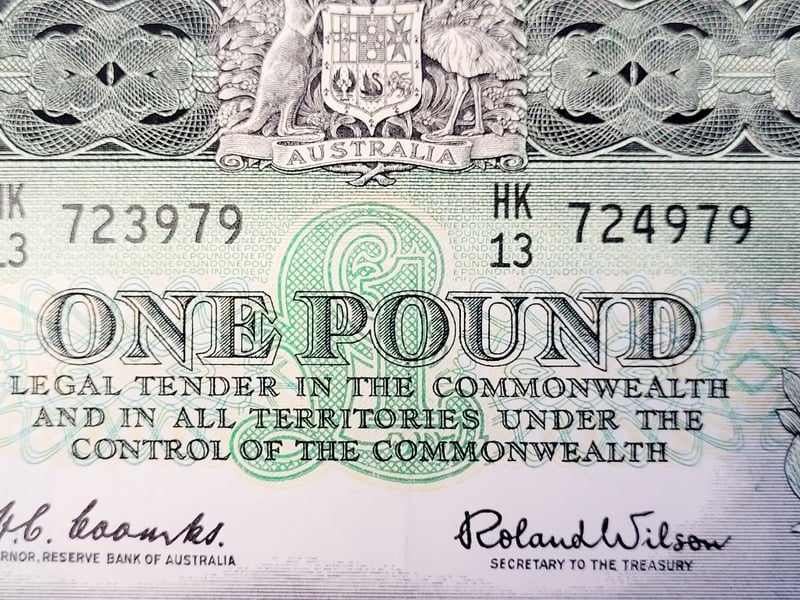 AUSTRALIA
HK 723979 HK 724979
13 13
£1
ONE POUND
LEGAL TENDER IN THE COMMONWEALTH
AND IN ALL TERRITORIES UNDER THE
CONTROL OF THE COMMONWEALTH
H.C. Coombs. Roland Wilson
RNOR, RESERVE BANK OF AUSTRALIA SECRETARY TO THE TREASURY